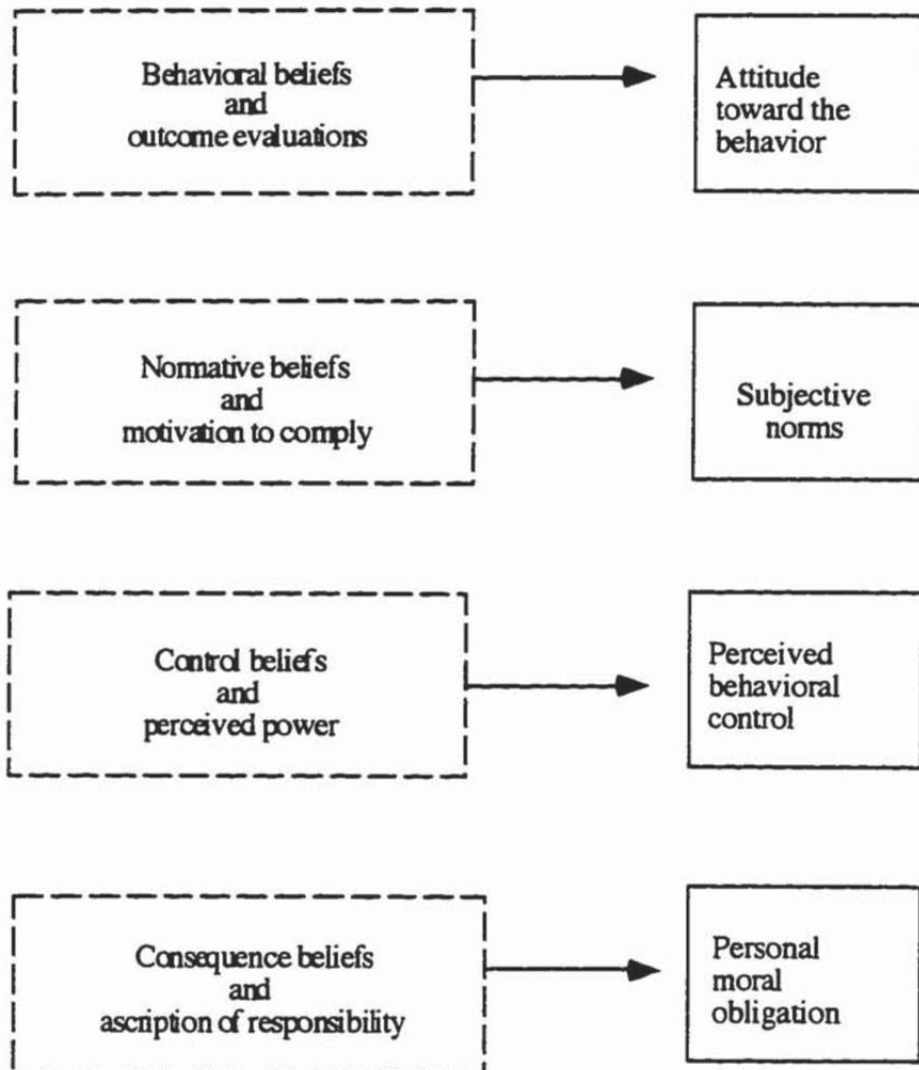 Behavioral beliefs
and
outcome evaluations
Attitude
toward the
behavior
Normative beliefs
and
motivation to comply
Subjective
norms
Control beliefs
and
perceived power
Perceived
behavioral
control
Consequence beliefs
and
ascription of responsibility
Personal
moral
obligation